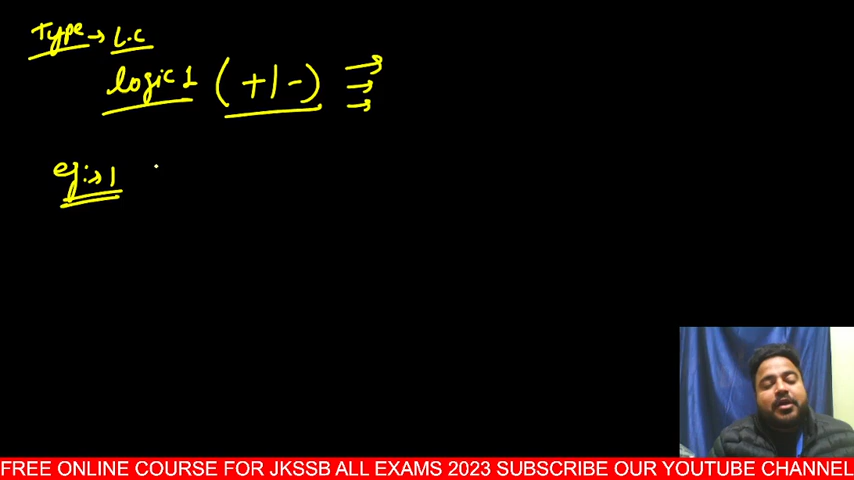 Type → L.C
logic 1 (+/-)
eg:→ 1
FREE ONLINE COURSE FOR JKSSB ALL EXAMS 2023 SUBSCRIBE OUR YOUTUBE CHANNEL